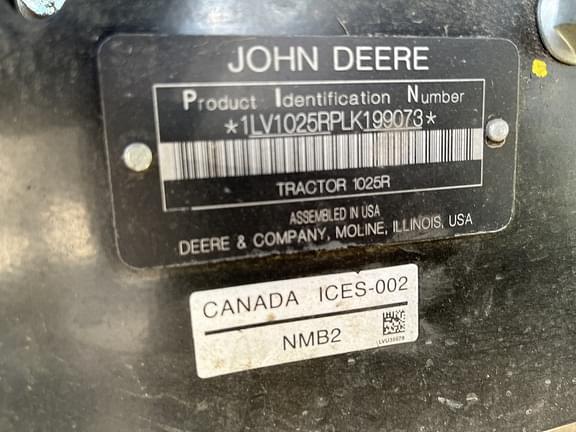 JOHN DEERE
Product Identification Number
*1LV1025RPLK199073*
TRACTOR 1025R
ASSEMBLED IN USA
DEERE & COMPANY, MOLINE, ILLINOIS, USA
CANADA ICES-002
NMB2